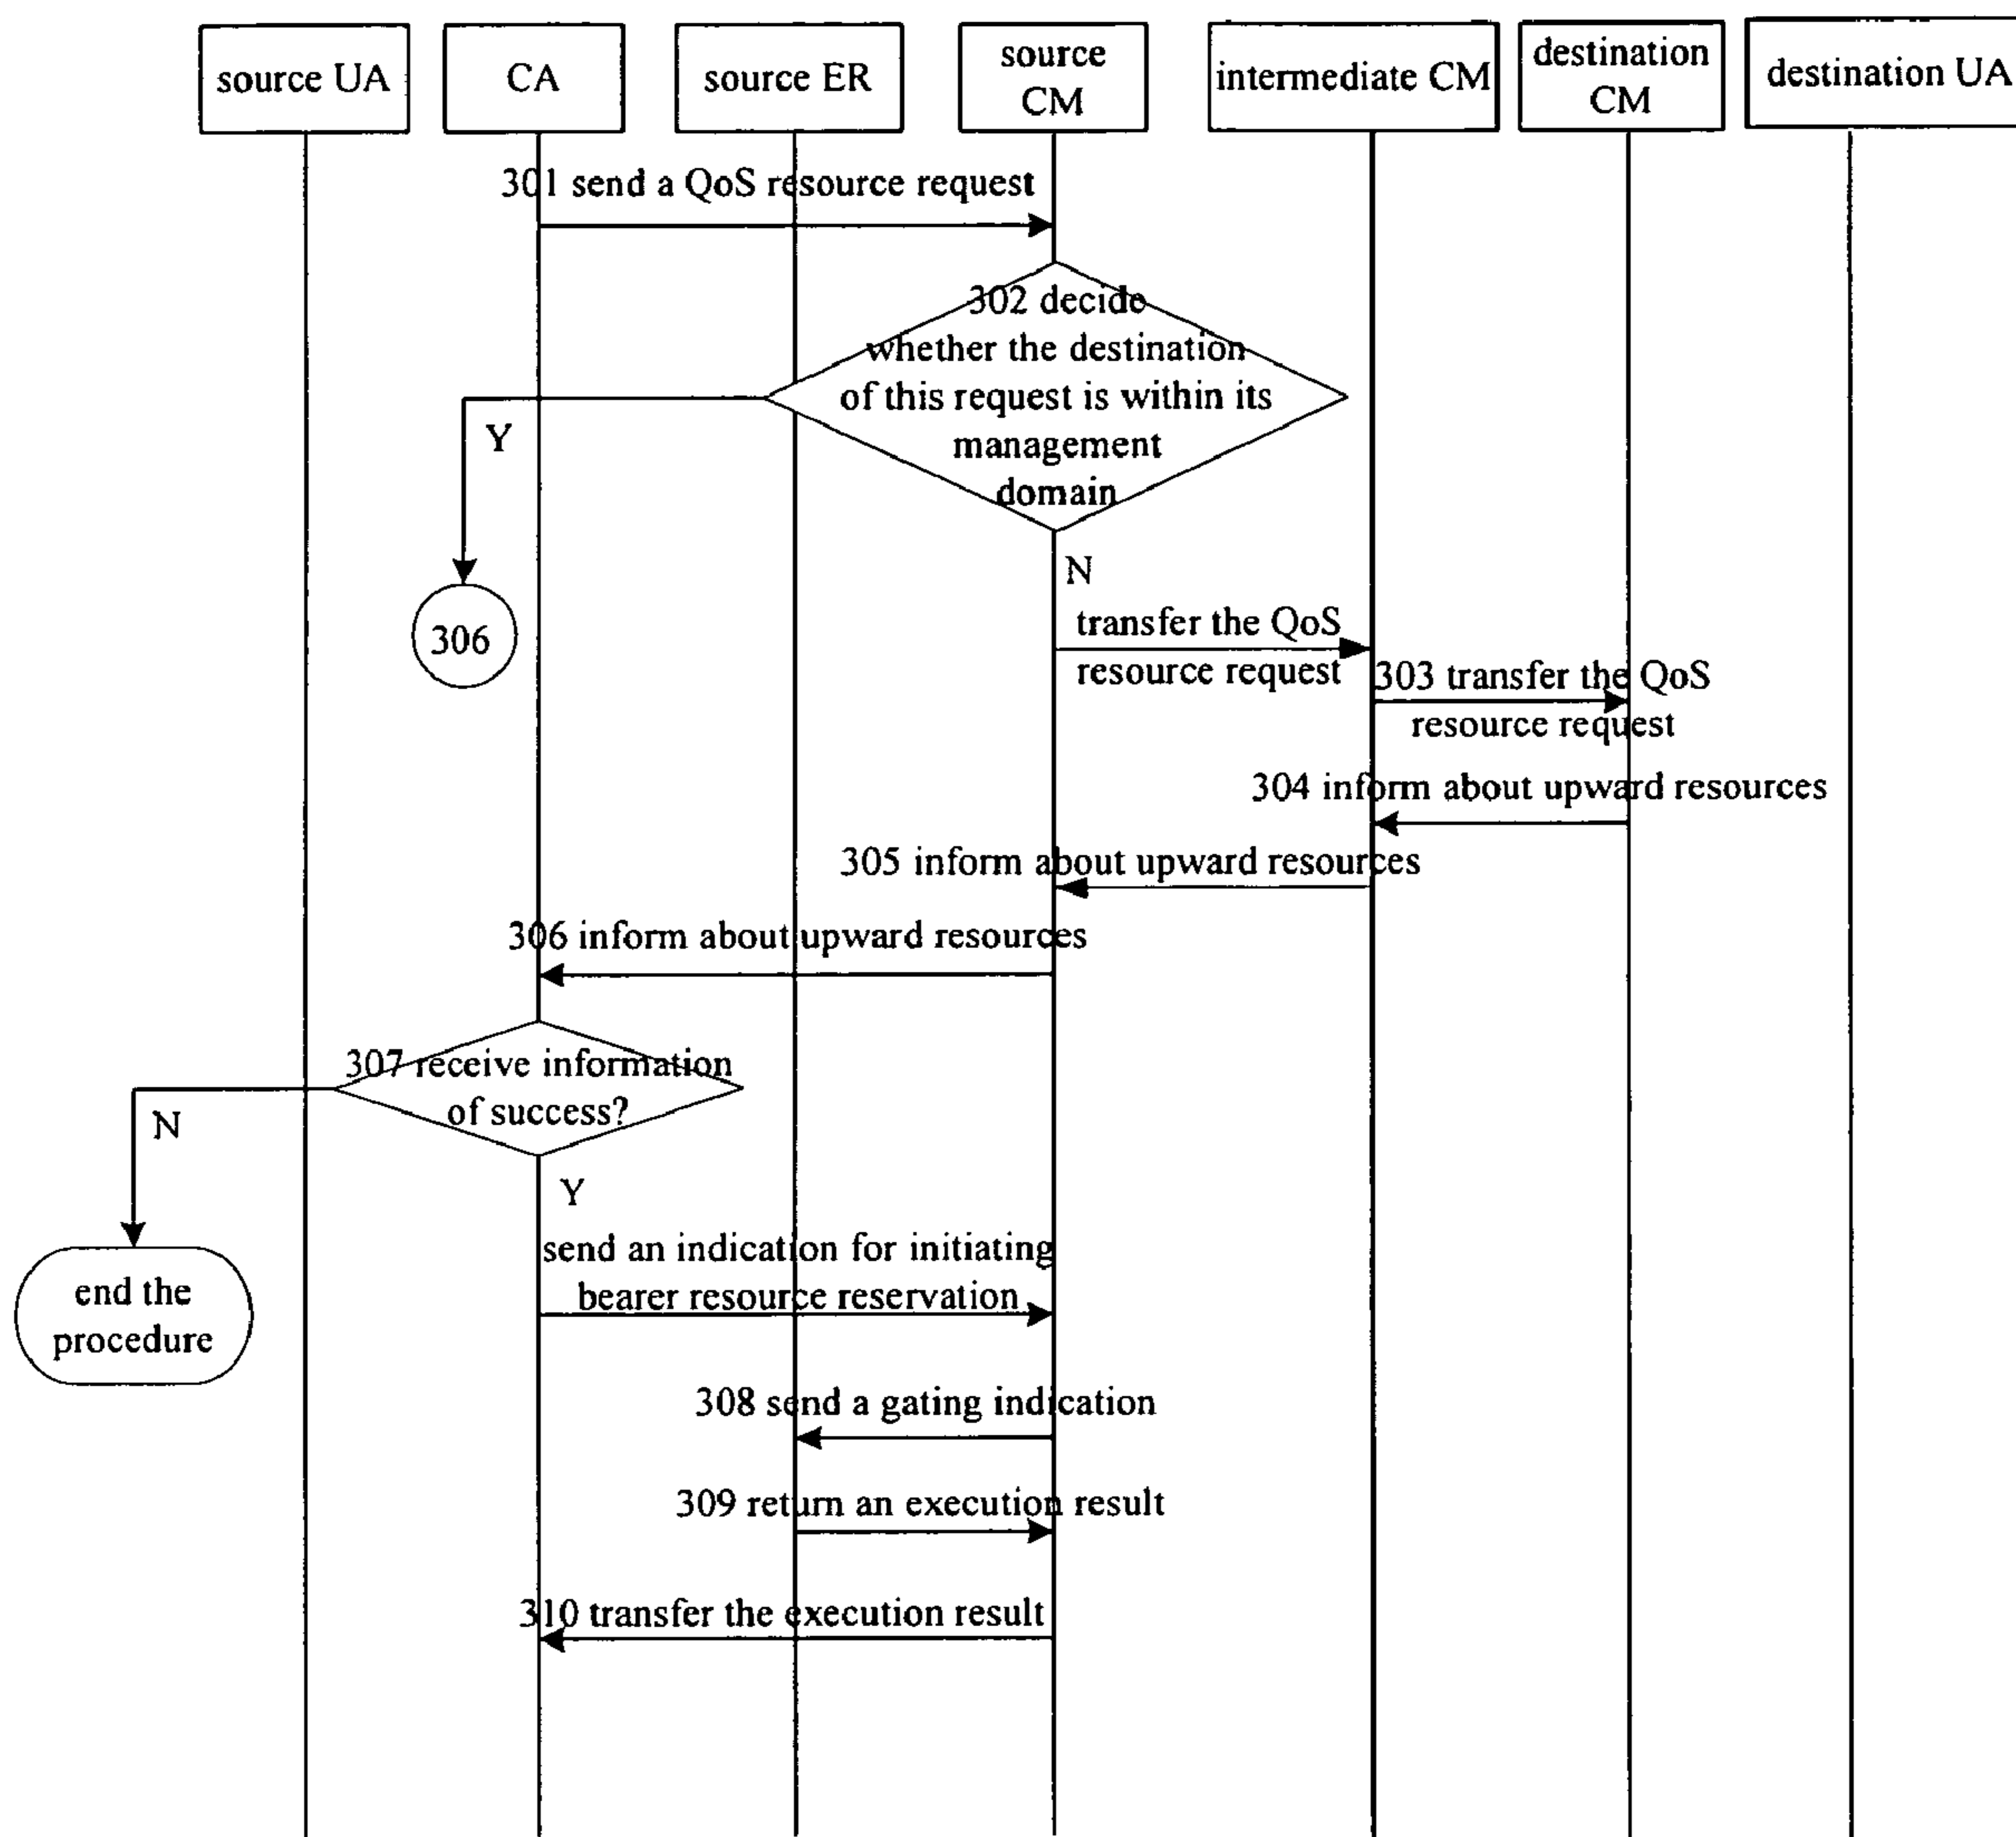 source UA
CA
source ER
source
CM
intermediate CM
destination
CM
destination UA
301 send a QoS resource request
302 decide
whether the destination
of this request is within its
management
domain
Y
306
N
transfer the QoS
resource request
303 transfer the QoS
resource request
304 inform about upward resources
305 inform about upward resources
306 inform about upward resources
307 receive information
of success?
N
Y
end the
procedure
send an indication for initiating
bearer resource reservation
308 send a gating indication
309 return an execution result
310 transfer the execution result